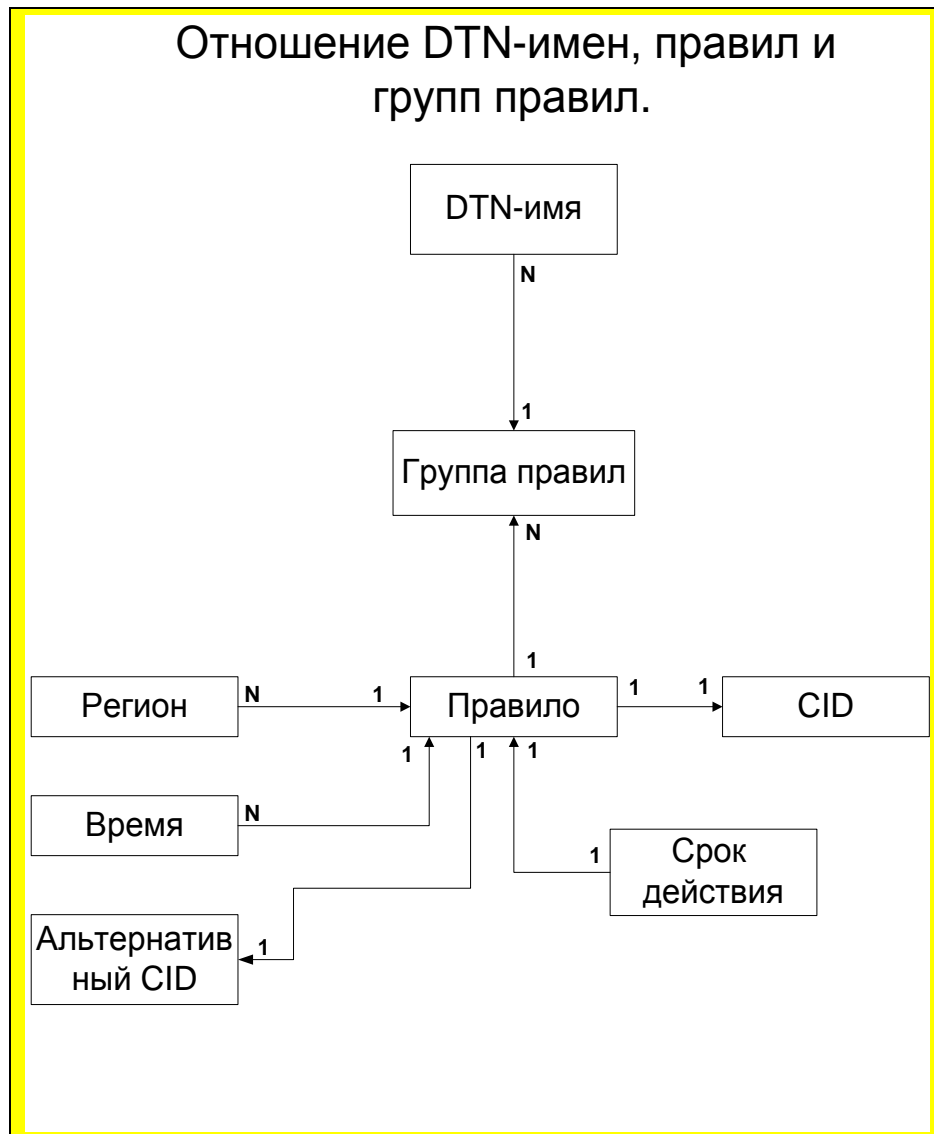 Отношение DTN-имен, правил и
групп правил.
DTN-имя
N
1
Группа правил
N
1
Регион
N
1
Правило
1
1
CID
1
1
1
Время
N
1
Срок
действия
Альтернатив
ный CID
1